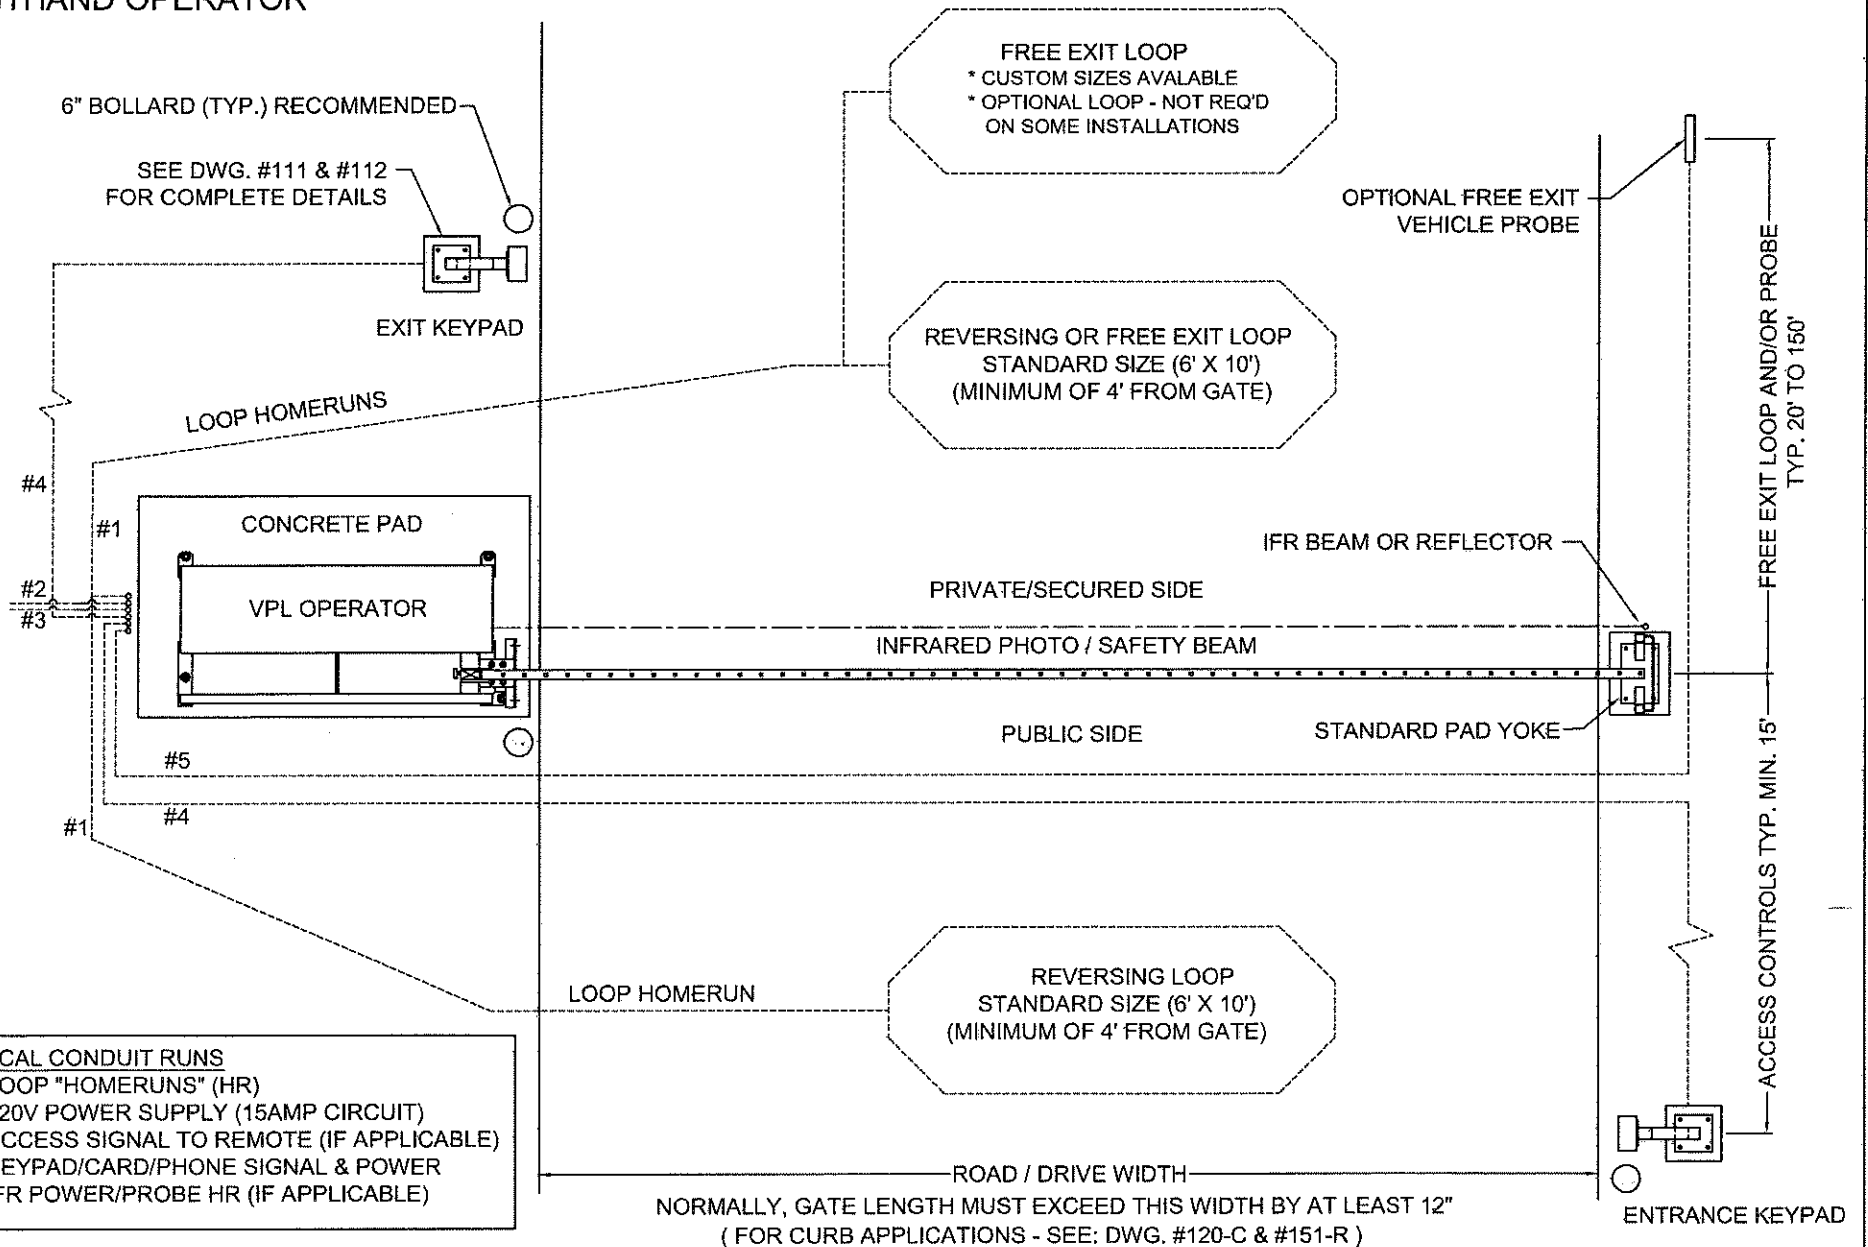 HAND OPERATOR
6" BOLLARD (TYP.) RECOMMENDED
SEE DWG. #111 & #112
FOR COMPLETE DETAILS
EXIT KEYPAD
FREE EXIT LOOP
* CUSTOM SIZES AVALABLE
* OPTIONAL LOOP - NOT REQ'D
ON SOME INSTALLATIONS
OPTIONAL FREE EXIT
VEHICLE PROBE
REVERSING OR FREE EXIT LOOP
STANDARD SIZE (6' X 10')
(MINIMUM OF 4' FROM GATE)
FREE EXIT LOOP AND/OR PROBE
TYP. 20' TO 150'
LOOP HOMERUNS
#4
#1
CONCRETE PAD
#2
#3
VPL OPERATOR
IFR BEAM OR REFLECTOR
PRIVATE/SECURED SIDE
INFRARED PHOTO / SAFETY BEAM
PUBLIC SIDE
STANDARD PAD YOKE
#5
#4
#1
ACCESS CONTROLS TYP. MIN. 15'
LOOP HOMERUN
REVERSING LOOP
STANDARD SIZE (6' X 10')
(MINIMUM OF 4' FROM GATE)
CAL CONDUIT RUNS
OOP "HOMERUNS" (HR)
20V POWER SUPPLY (15AMP CIRCUIT)
CCESS SIGNAL TO REMOTE (IF APPLICABLE)
EYPAD/CARD/PHONE SIGNAL & POWER
FR POWER/PROBE HR (IF APPLICABLE)
ROAD / DRIVE WIDTH
NORMALLY, GATE LENGTH MUST EXCEED THIS WIDTH BY AT LEAST 12"
( FOR CURB APPLICATIONS - SEE: DWG. #120-C & #151-R )
ENTRANCE KEYPAD